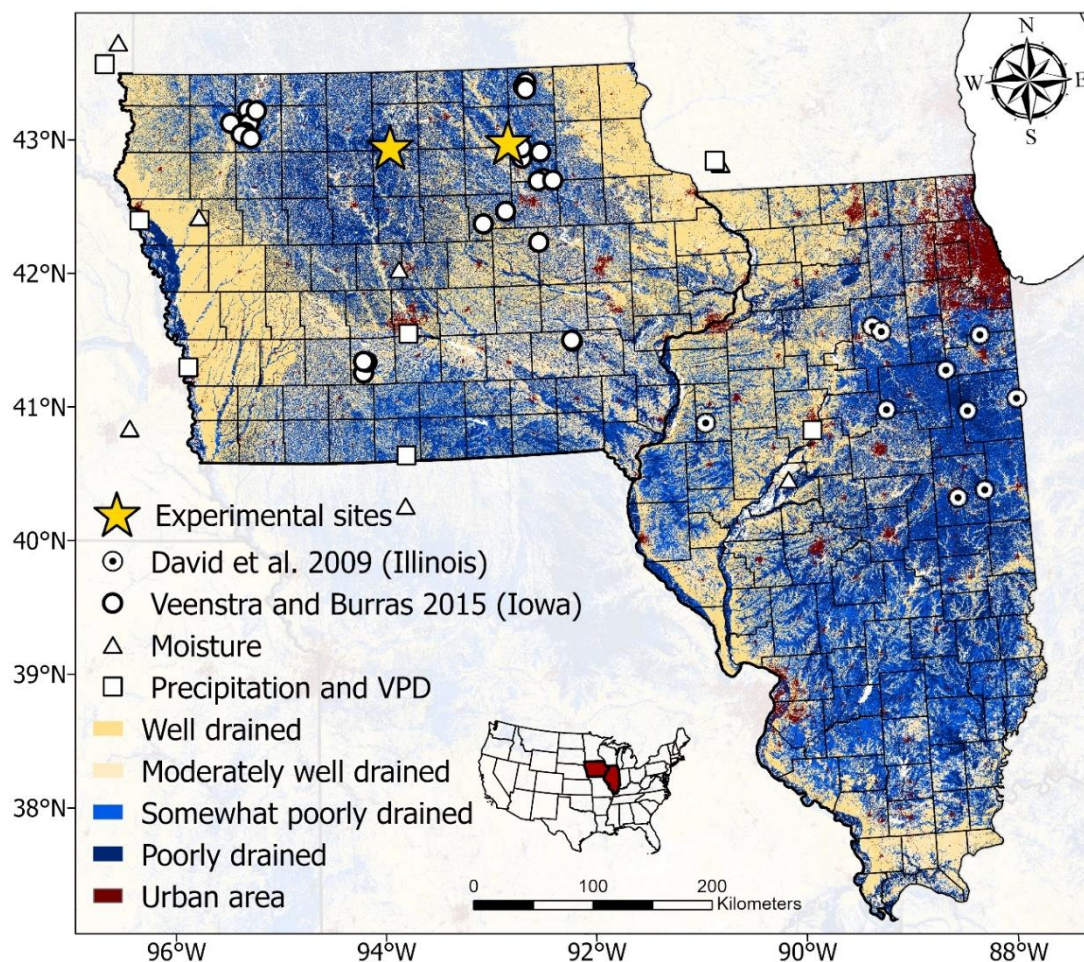 N
W E
S
43°N
42°N
41°N
40°N
39°N
38°N
Experimental sites
David et al. 2009 (Illinois)
Veenstra and Burras 2015 (Iowa)
Moisture
Precipitation and VPD
Well drained
Moderately well drained
Somewhat poorly drained
Poorly drained
Urban area
0 100 200
Kilometers
96°W 94°W 92°W 90°W 88°W